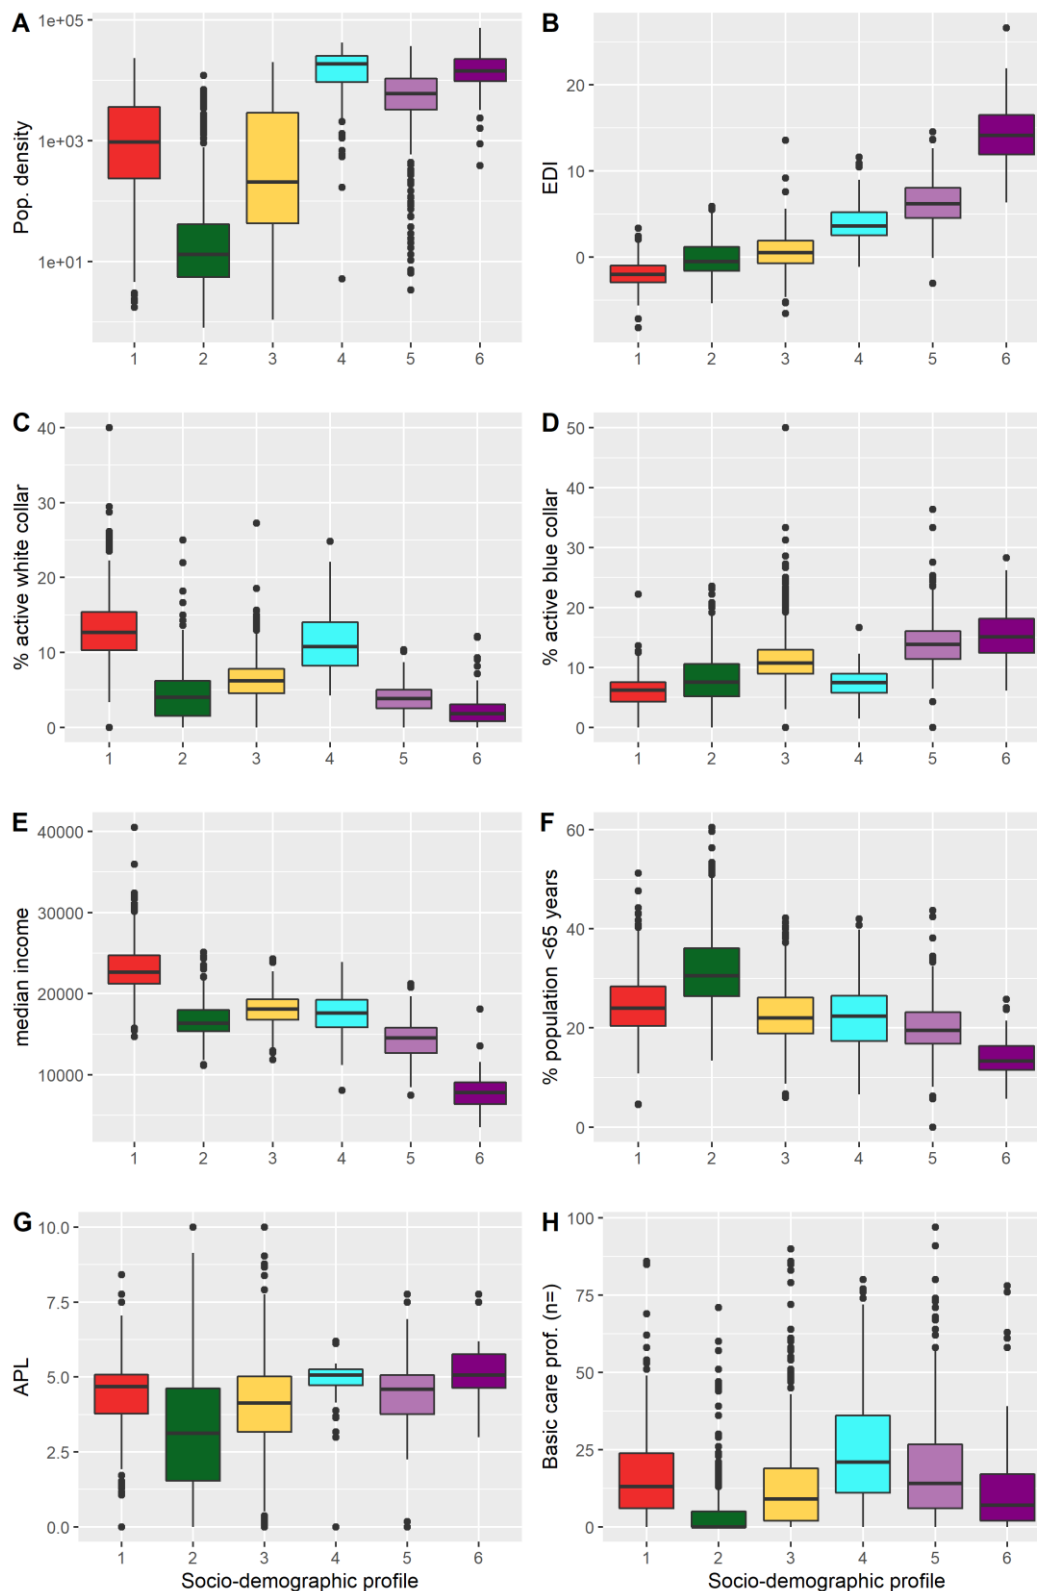 A
B
1e+05
1e+03
1e+01
Pop. density
1 2 3 4 5 6
20
10
0
EDI
1 2 3 4 5 6
C
D
40
30
20
10
0
% active white collar
1 2 3 4 5 6
50
40
30
20
10
0
% active blue collar
1 2 3 4 5 6
E
F
40000
30000
20000
10000
median income
1 2 3 4 5 6
60
40
20
0
% population <65 years
1 2 3 4 5 6
G
H
10.0
7.5
5.0
2.5
0.0
APL
1 2 3 4 5 6
Socio-demographic profile
100
75
50
25
0
Basic care prof. (n=)
1 2 3 4 5 6
Socio-demographic profile